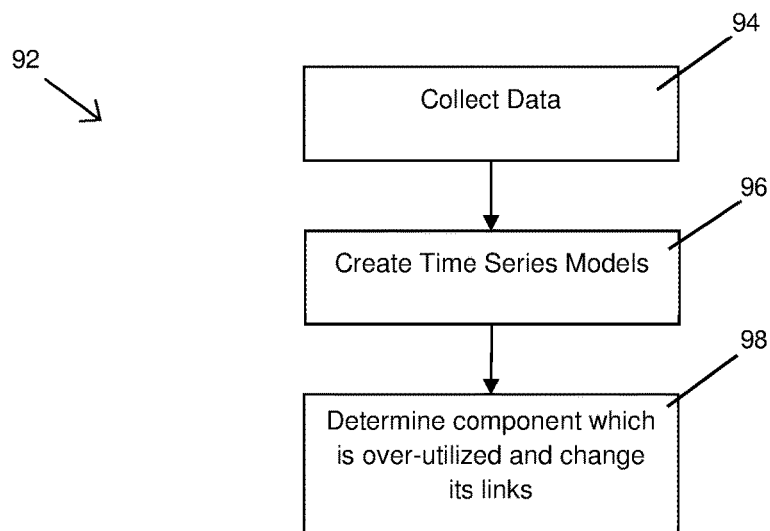 92
94
Collect Data
96
Create Time Series Models
98
Determine component which
is over-utilized and change
its links